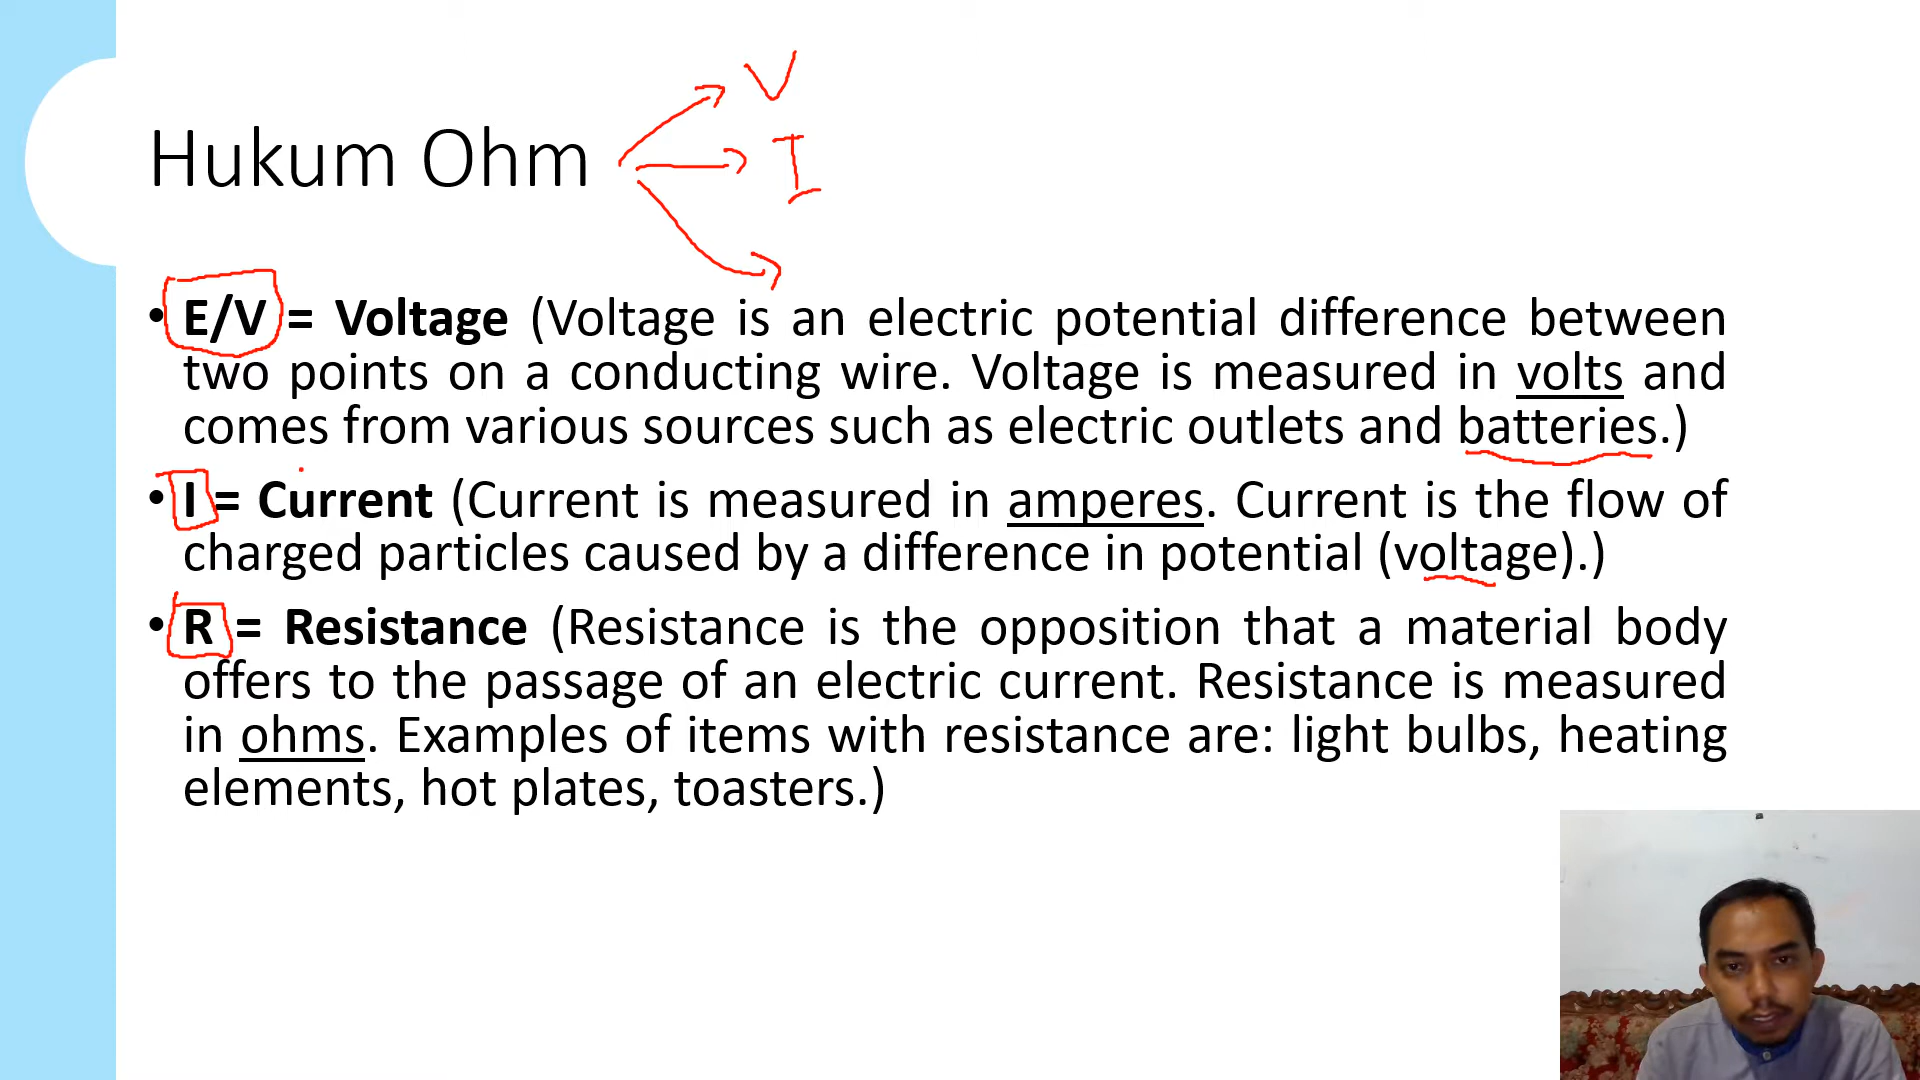 V
Hukum Ohm
I
• E/V = Voltage (Voltage is an electric potential difference between
two points on a conducting wire. Voltage is measured in volts and
comes from various sources such as electric outlets and batteries.)
• I = Current (Current is measured in amperes. Current is the flow of
charged particles caused by a difference in potential (voltage).)
• R = Resistance (Resistance is the opposition that a material body
offers to the passage of an electric current. Resistance is measured
in ohms. Examples of items with resistance are: light bulbs, heating
elements, hot plates, toasters.)